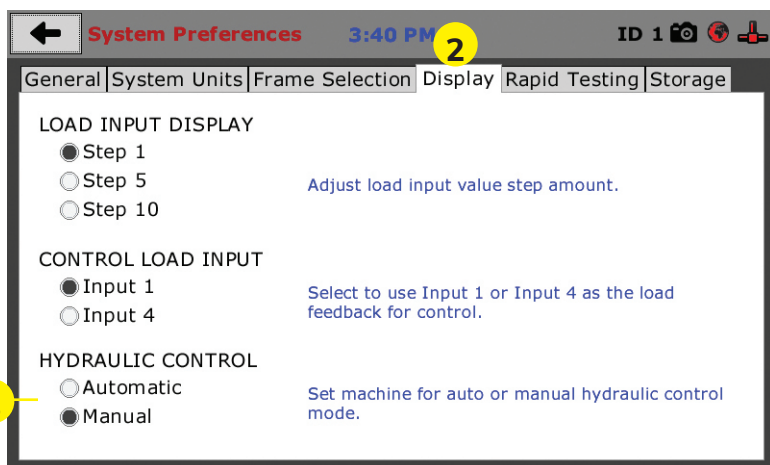 System Preferences 3:40 PM ID 1
2
General System Units Frame Selection Display Rapid Testing Storage
LOAD INPUT DISPLAY
Step 1
Step 5
Adjust load input value step amount.
Step 10
CONTROL LOAD INPUT
Input 1
Select to use Input 1 or Input 4 as the load
feedback for control.
Input 4
HYDRAULIC CONTROL
Automatic
Set machine for auto or manual hydraulic control
mode.
Manual